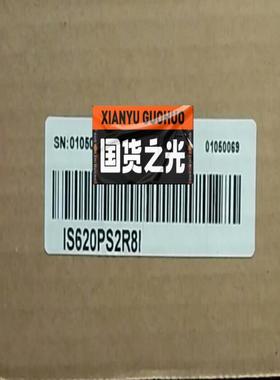 XIANYU GUOHUO
国货之光
SN:0105
01050069
IS620PS2R8I